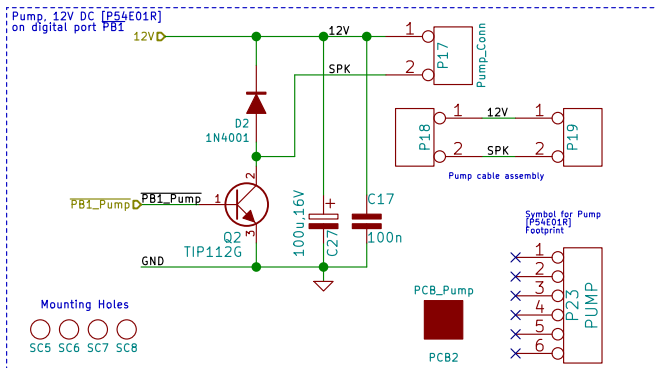 Pump, 12V DC [P54E01R]
on digital port PB1
12V
12V
1
P17
Pump_Conn
SPK
2
D2
1N4001
P18
1
12V
1
P19
2
SPK
2
Pump cable assembly
PB1_Pump
PB1_Pump
1
2
3
Q2
TIP112G
100u,16V
+
C27
C17
100n
GND
Symbol for Pump
[P54E01R]
Footprint
1
2
3
4
5
6
P23
PUMP
Mounting Holes
SC5 SC6 SC7 SC8
PCB_Pump
PCB2